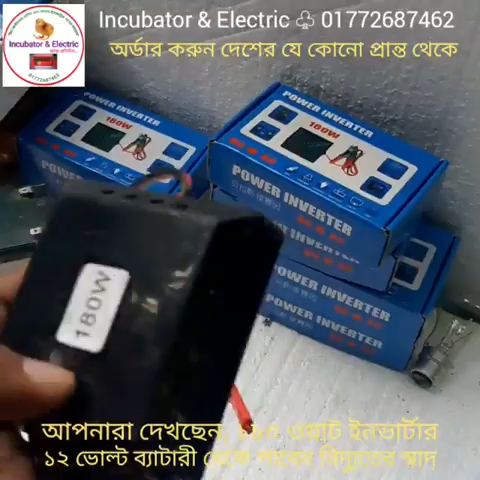 Incubator & Electric ♧ 01772687462
অর্ডার করুন দেশের যে কোনো প্রান্ত থেকে
Incubator & Electric
01772687462
POWER INVERTER
180W
POWER INVERTER
180W
POWER INVERTER
POWER INVERTER
POWER INVERTER
180W
আপনারা দেখছেন, ১৮০ ওয়াট ইনভার্টার
১২ ভোল্ট ব্যাটারী থেকে পাবেন বিদ্যুতের স্বাদ